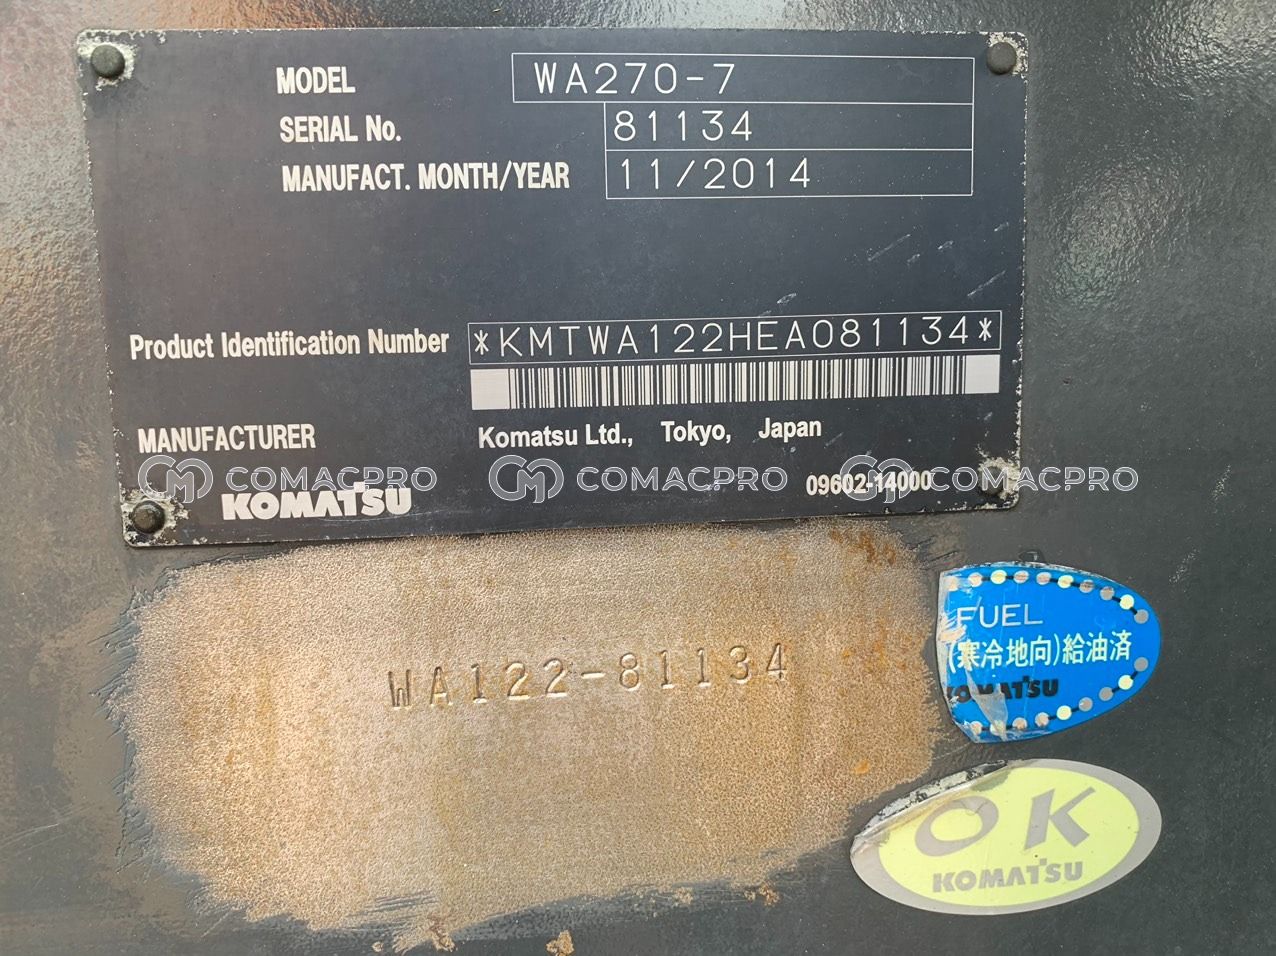 MODEL WA270-7
SERIAL No. 81134
MANUFACT. MONTH/YEAR 11/2014
Product Identification Number *KMTWA122HEA081134*
MANUFACTURER Komatsu Ltd., Tokyo, Japan
COMACPRO COMACPRO COMACPRO
KOMATSU 09602-14000
WA122-81134
FUEL
(寒冷地向)給油済
KOMATSU
OK
KOMATSU